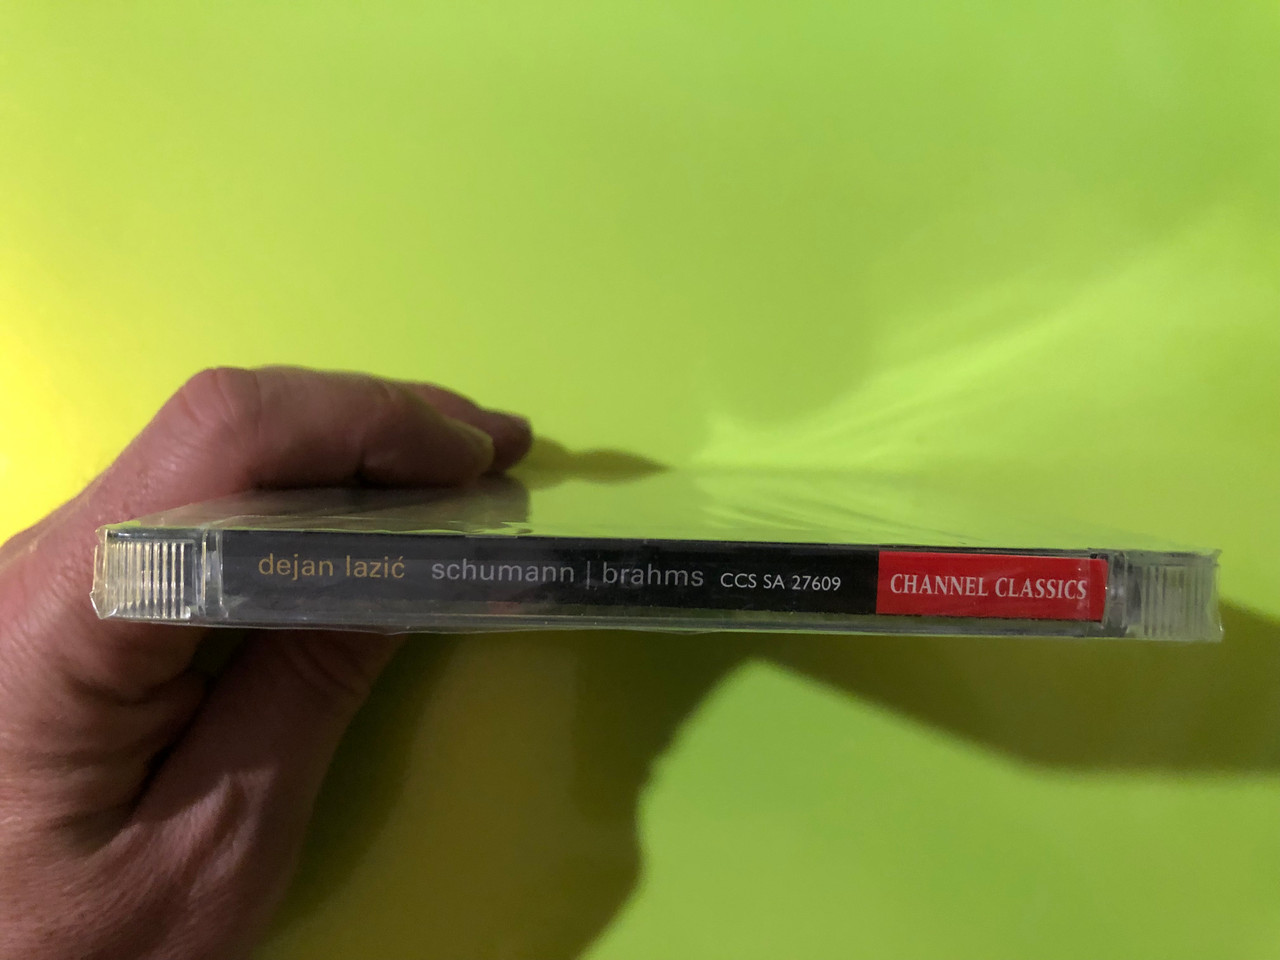 dejan lazić schumann | brahms CCS SA 27609 CHANNEL CLASSICS